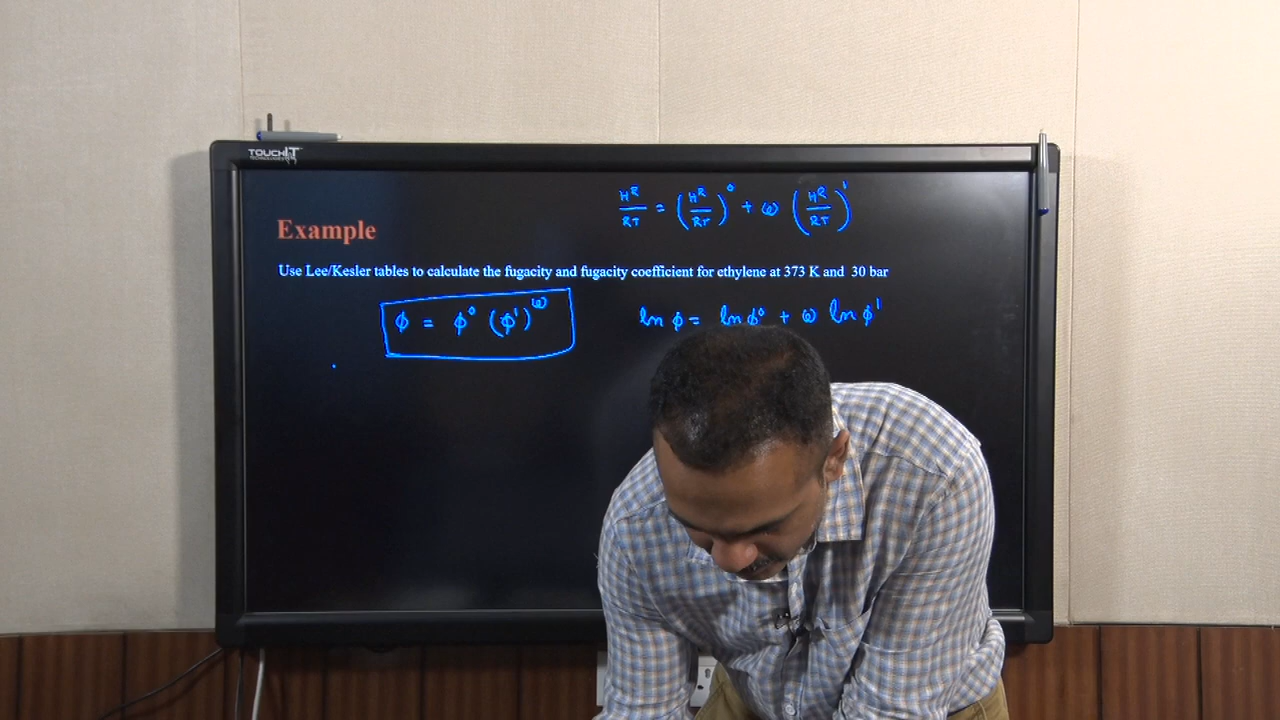 TOUCHIT
TECHNOLOGIES
H^R/RT = (H^R/RT)^0 + ω (H^R/RT)^1
Example
Use Lee/Kesler tables to calculate the fugacity and fugacity coefficient for ethylene at 373 K and 30 bar
ϕ = ϕ^0 (ϕ^1)^ω
ln ϕ = ln ϕ^0 + ω ln ϕ^1